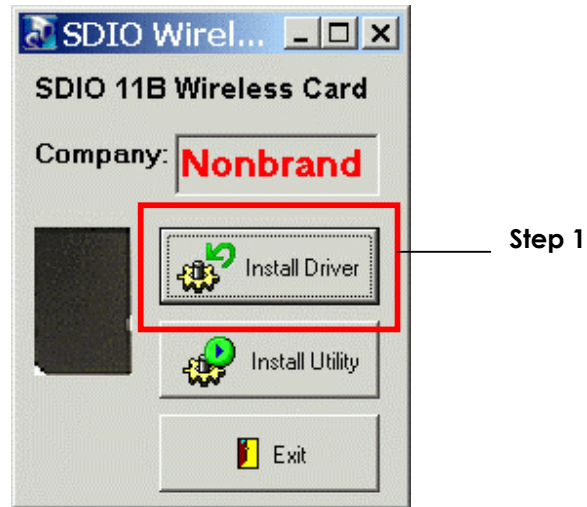 SDIO Wirel...
SDIO 11B Wireless Card
Company: Nonbrand
Install Driver
Step 1
Install Utility
Exit